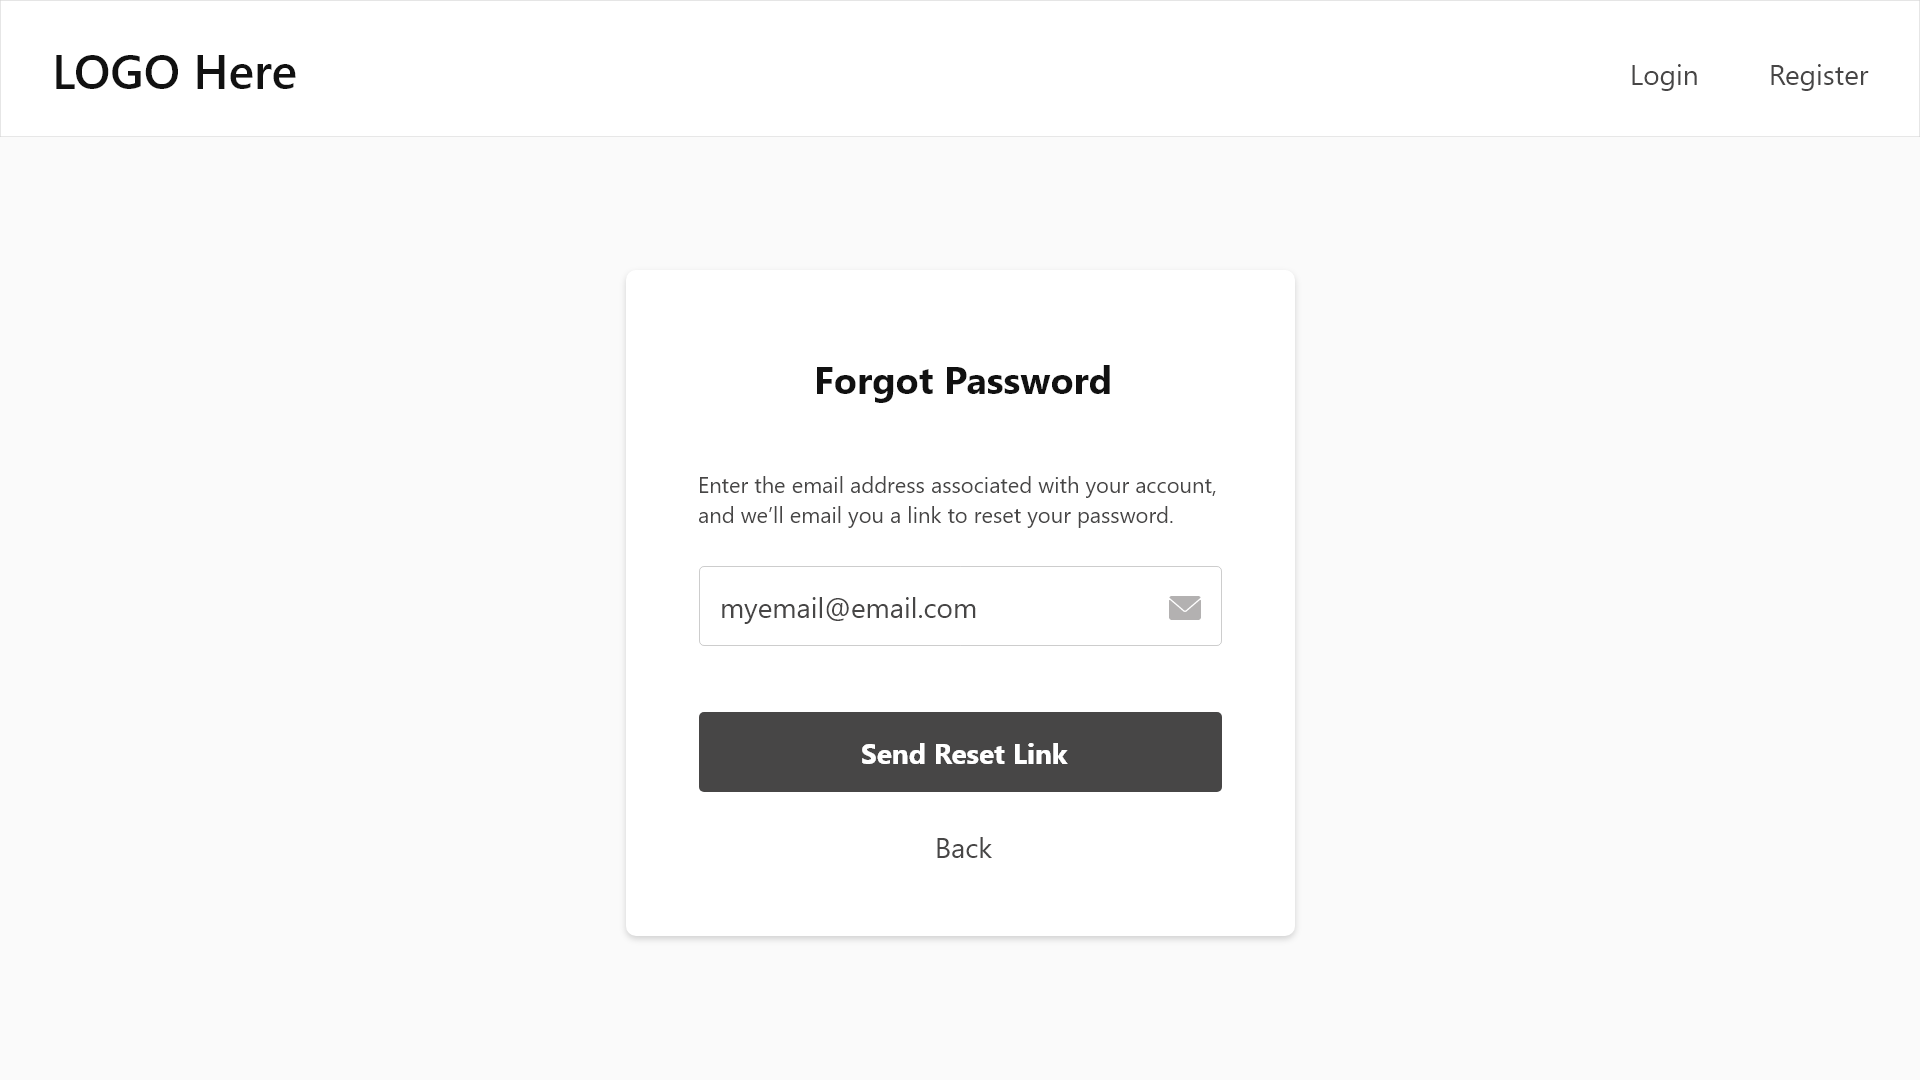 LOGO Here
Login
Register
Forgot Password
Enter the email address associated with your account,
and we’ll email you a link to reset your password.
myemail@email.com
Send Reset Link
Back